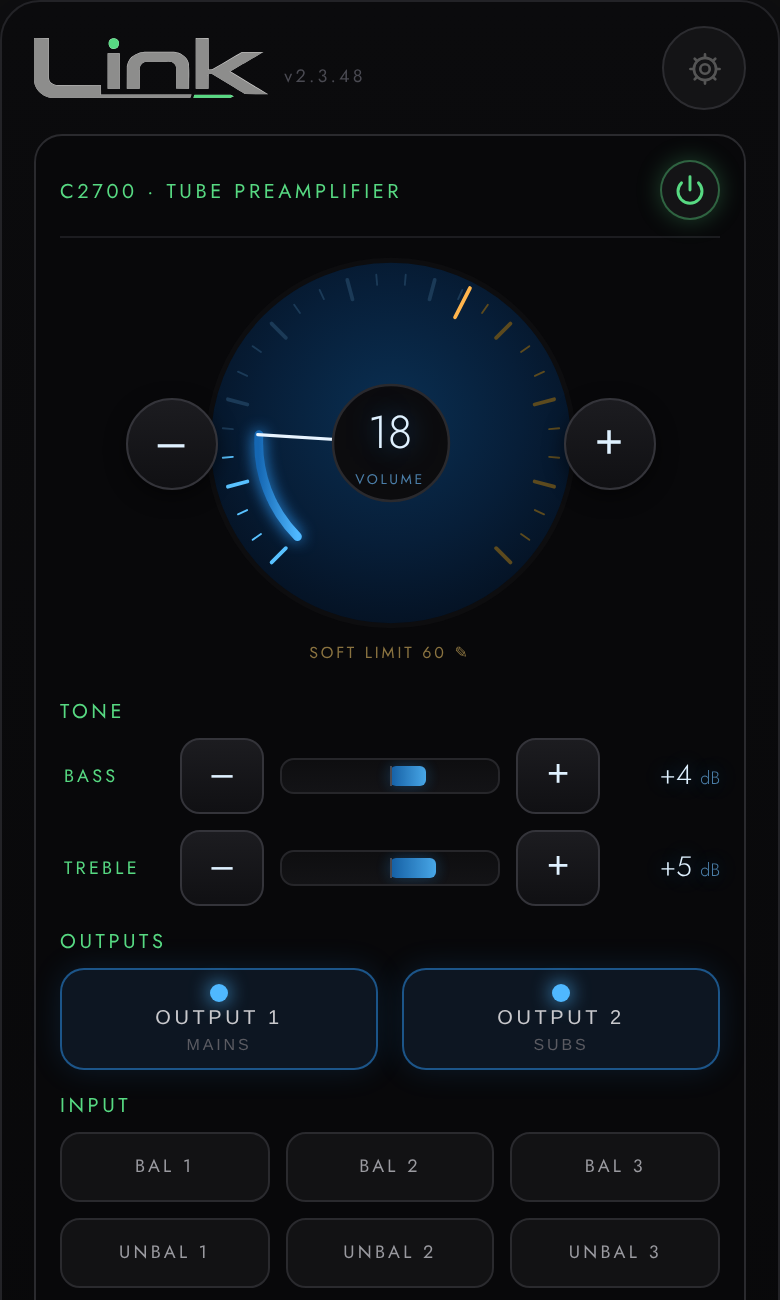 Link v2.3.48
C2700 · TUBE PREAMPLIFIER
– 18 +
VOLUME
SOFT LIMIT 60 ✎
TONE
BASS – + +4 dB
TREBLE – + +5 dB
OUTPUTS
OUTPUT 1 OUTPUT 2
MAINS SUBS
INPUT
BAL 1 BAL 2 BAL 3
UNBAL 1 UNBAL 2 UNBAL 3